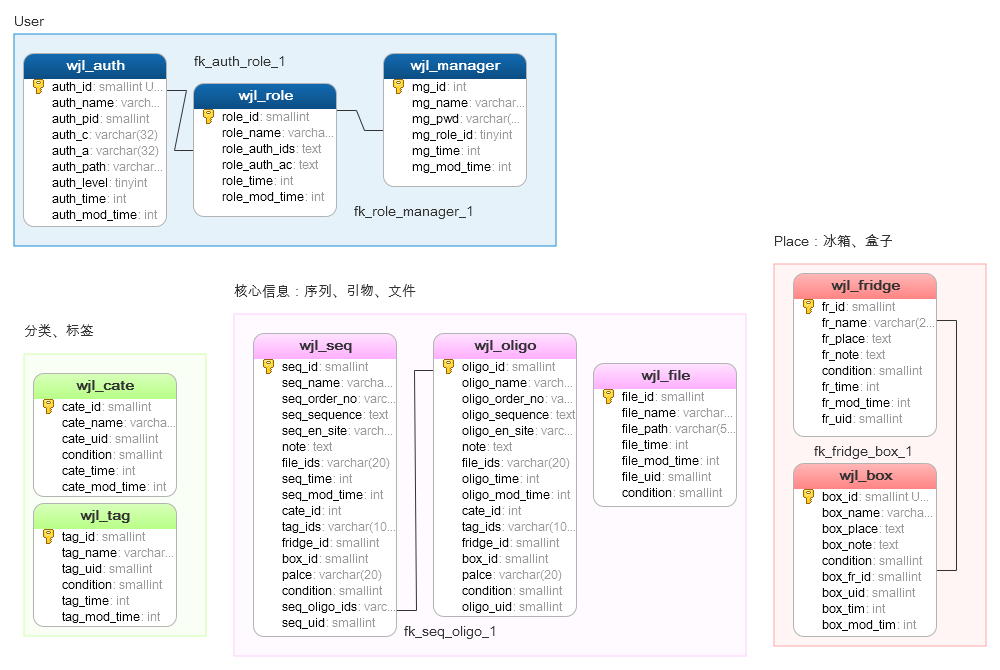 User
wjl_auth
auth_id: smallint U...
auth_name: varch...
auth_pid: smallint
auth_c: varchar(32)
auth_a: varchar(32)
auth_path: varchar...
auth_level: tinyint
auth_time: int
auth_mod_time: int
fk_auth_role_1
wjl_role
role_id: smallint
role_name: varcha...
role_auth_ids: text
role_auth_ac: text
role_time: int
role_mod_time: int
wjl_manager
mg_id: int
mg_name: varchar...
mg_pwd: varchar(...
mg_role_id: tinyint
mg_time: int
mg_mod_time: int
fk_role_manager_1
分类、标签
wjl_cate
cate_id: smallint
cate_name: varcha...
cate_uid: smallint
condition: smallint
cate_time: int
cate_mod_time: int
wjl_tag
tag_id: smallint
tag_name: varchar...
tag_uid: smallint
condition: smallint
tag_time: int
tag_mod_time: int
核心信息：序列、引物、文件
wjl_seq
seq_id: smallint
seq_name: varcha...
seq_order_no: varc...
seq_sequence: text
seq_en_site: varch...
note: text
file_ids: varchar(20)
seq_time: int
seq_mod_time: int
cate_id: int
tag_ids: varchar(10...
fridge_id: smallint
box_id: smallint
palce: varchar(20)
condition: smallint
seq_oligo_ids: varc...
seq_uid: smallint
wjl_oligo
oligo_id: smallint
oligo_name: varch...
oligo_order_no: va...
oligo_sequence: text
oligo_en_site: varc...
note: text
file_ids: varchar(20)
oligo_time: int
oligo_mod_time: int
cate_id: int
tag_ids: varchar(10...
fridge_id: smallint
box_id: smallint
palce: varchar(20)
condition: smallint
oligo_uid: smallint
fk_seq_oligo_1
wjl_file
file_id: smallint
file_name: varchar...
file_path: varchar(5...
file_time: int
file_mod_time: int
file_uid: smallint
condition: smallint
Place：冰箱、盒子
wjl_fridge
fr_id: smallint
fr_name: varchar(2...
fr_place: text
fr_note: text
condition: smallint
fr_time: int
fr_mod_time: int
fr_uid: smallint
fk_fridge_box_1
wjl_box
box_id: smallint U...
box_name: varcha...
box_place: text
box_note: text
condition: smallint
box_fr_id: smallint
box_uid: smallint
box_tim: int
box_mod_tim: int